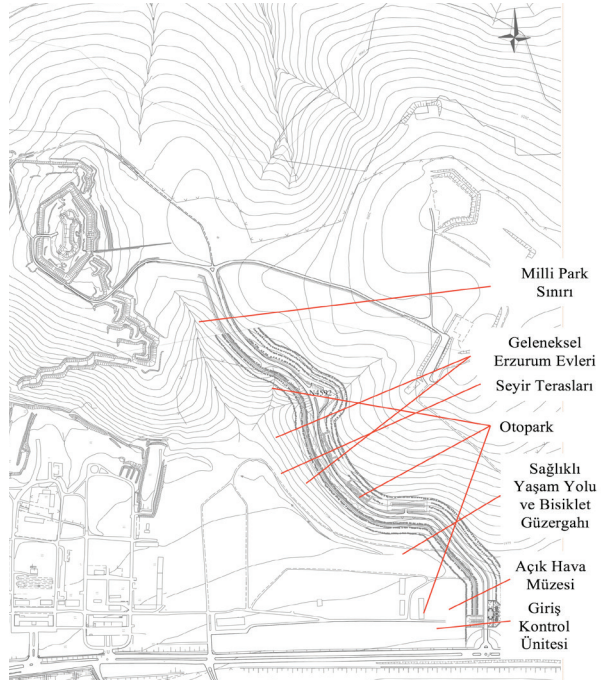 Milli Park
Sınırı
Geleneksel
Erzurum Evleri
Seyir Terasları
N4592
Otopark
Sağlıklı
Yaşam Yolu
ve Bisiklet
Güzergahı
Açık Hava
Müzesi
Giriş
Kontrol
Ünitesi